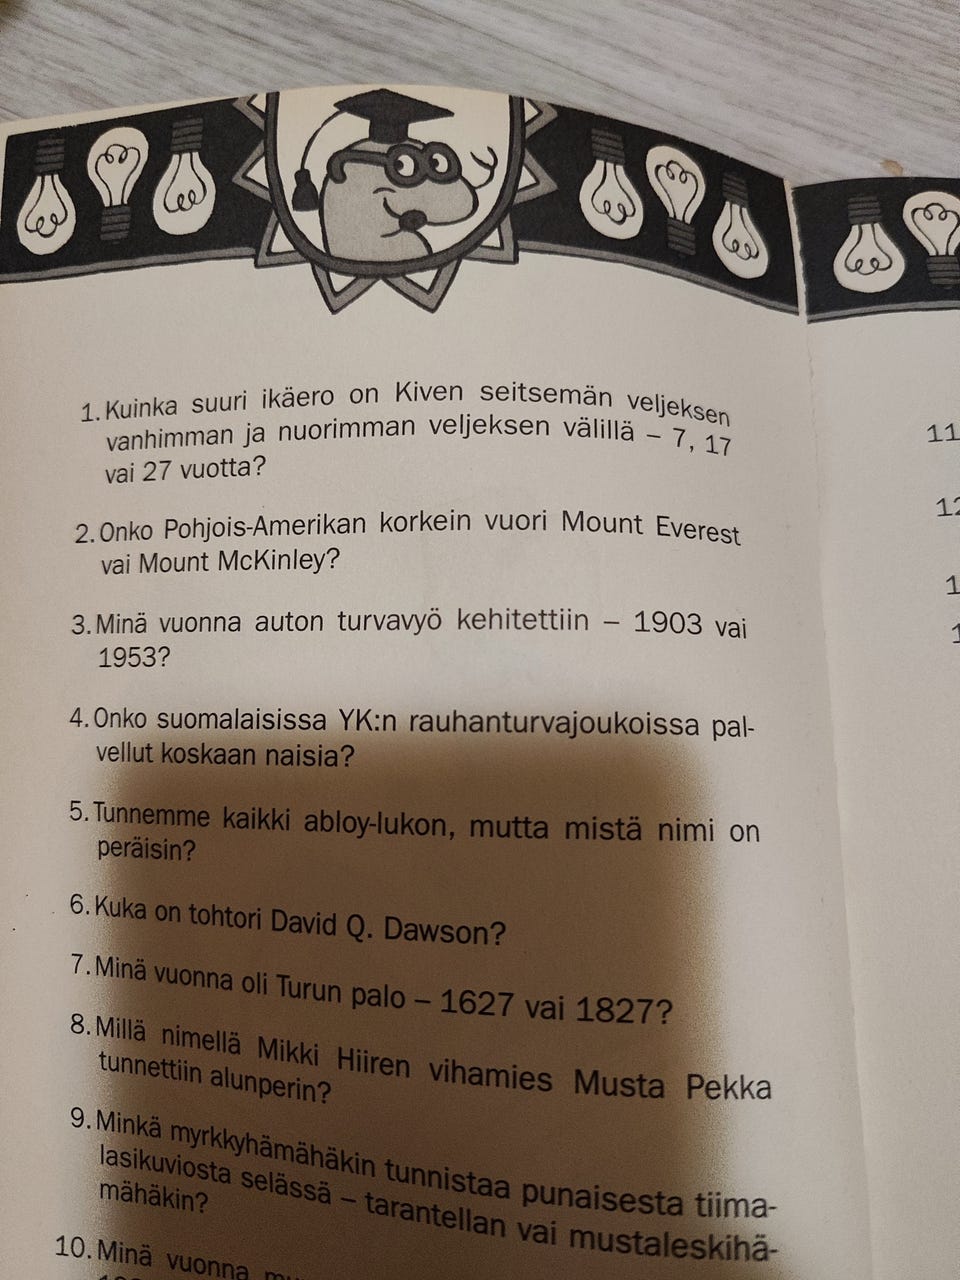 1. Kuinka suuri ikäero on Kiven seitsemän veljeksen
vanhimman ja nuorimman veljeksen välillä – 7, 17
vai 27 vuotta?
2. Onko Pohjois-Amerikan korkein vuori Mount Everest
vai Mount McKinley?
3. Minä vuonna auton turvavyö kehitettiin – 1903 vai
1953?
4. Onko suomalaisissa YK:n rauhanturvajoukoissa pal-
vellut koskaan naisia?
5. Tunnemme kaikki abloy-lukon, mutta mistä nimi on
peräisin?
6. Kuka on tohtori David Q. Dawson?
7. Minä vuonna oli Turun palo – 1627 vai 1827?
8. Millä nimellä Mikki Hiiren vihamies Musta Pekka
tunnettiin alunperin?
9. Minkä myrkkyhämähäkin tunnistaa punaisesta tiima-
lasikuviosta selässä – tarantellan vai mustaleskihä-
mähäkin?
10. Minä vuonna
11